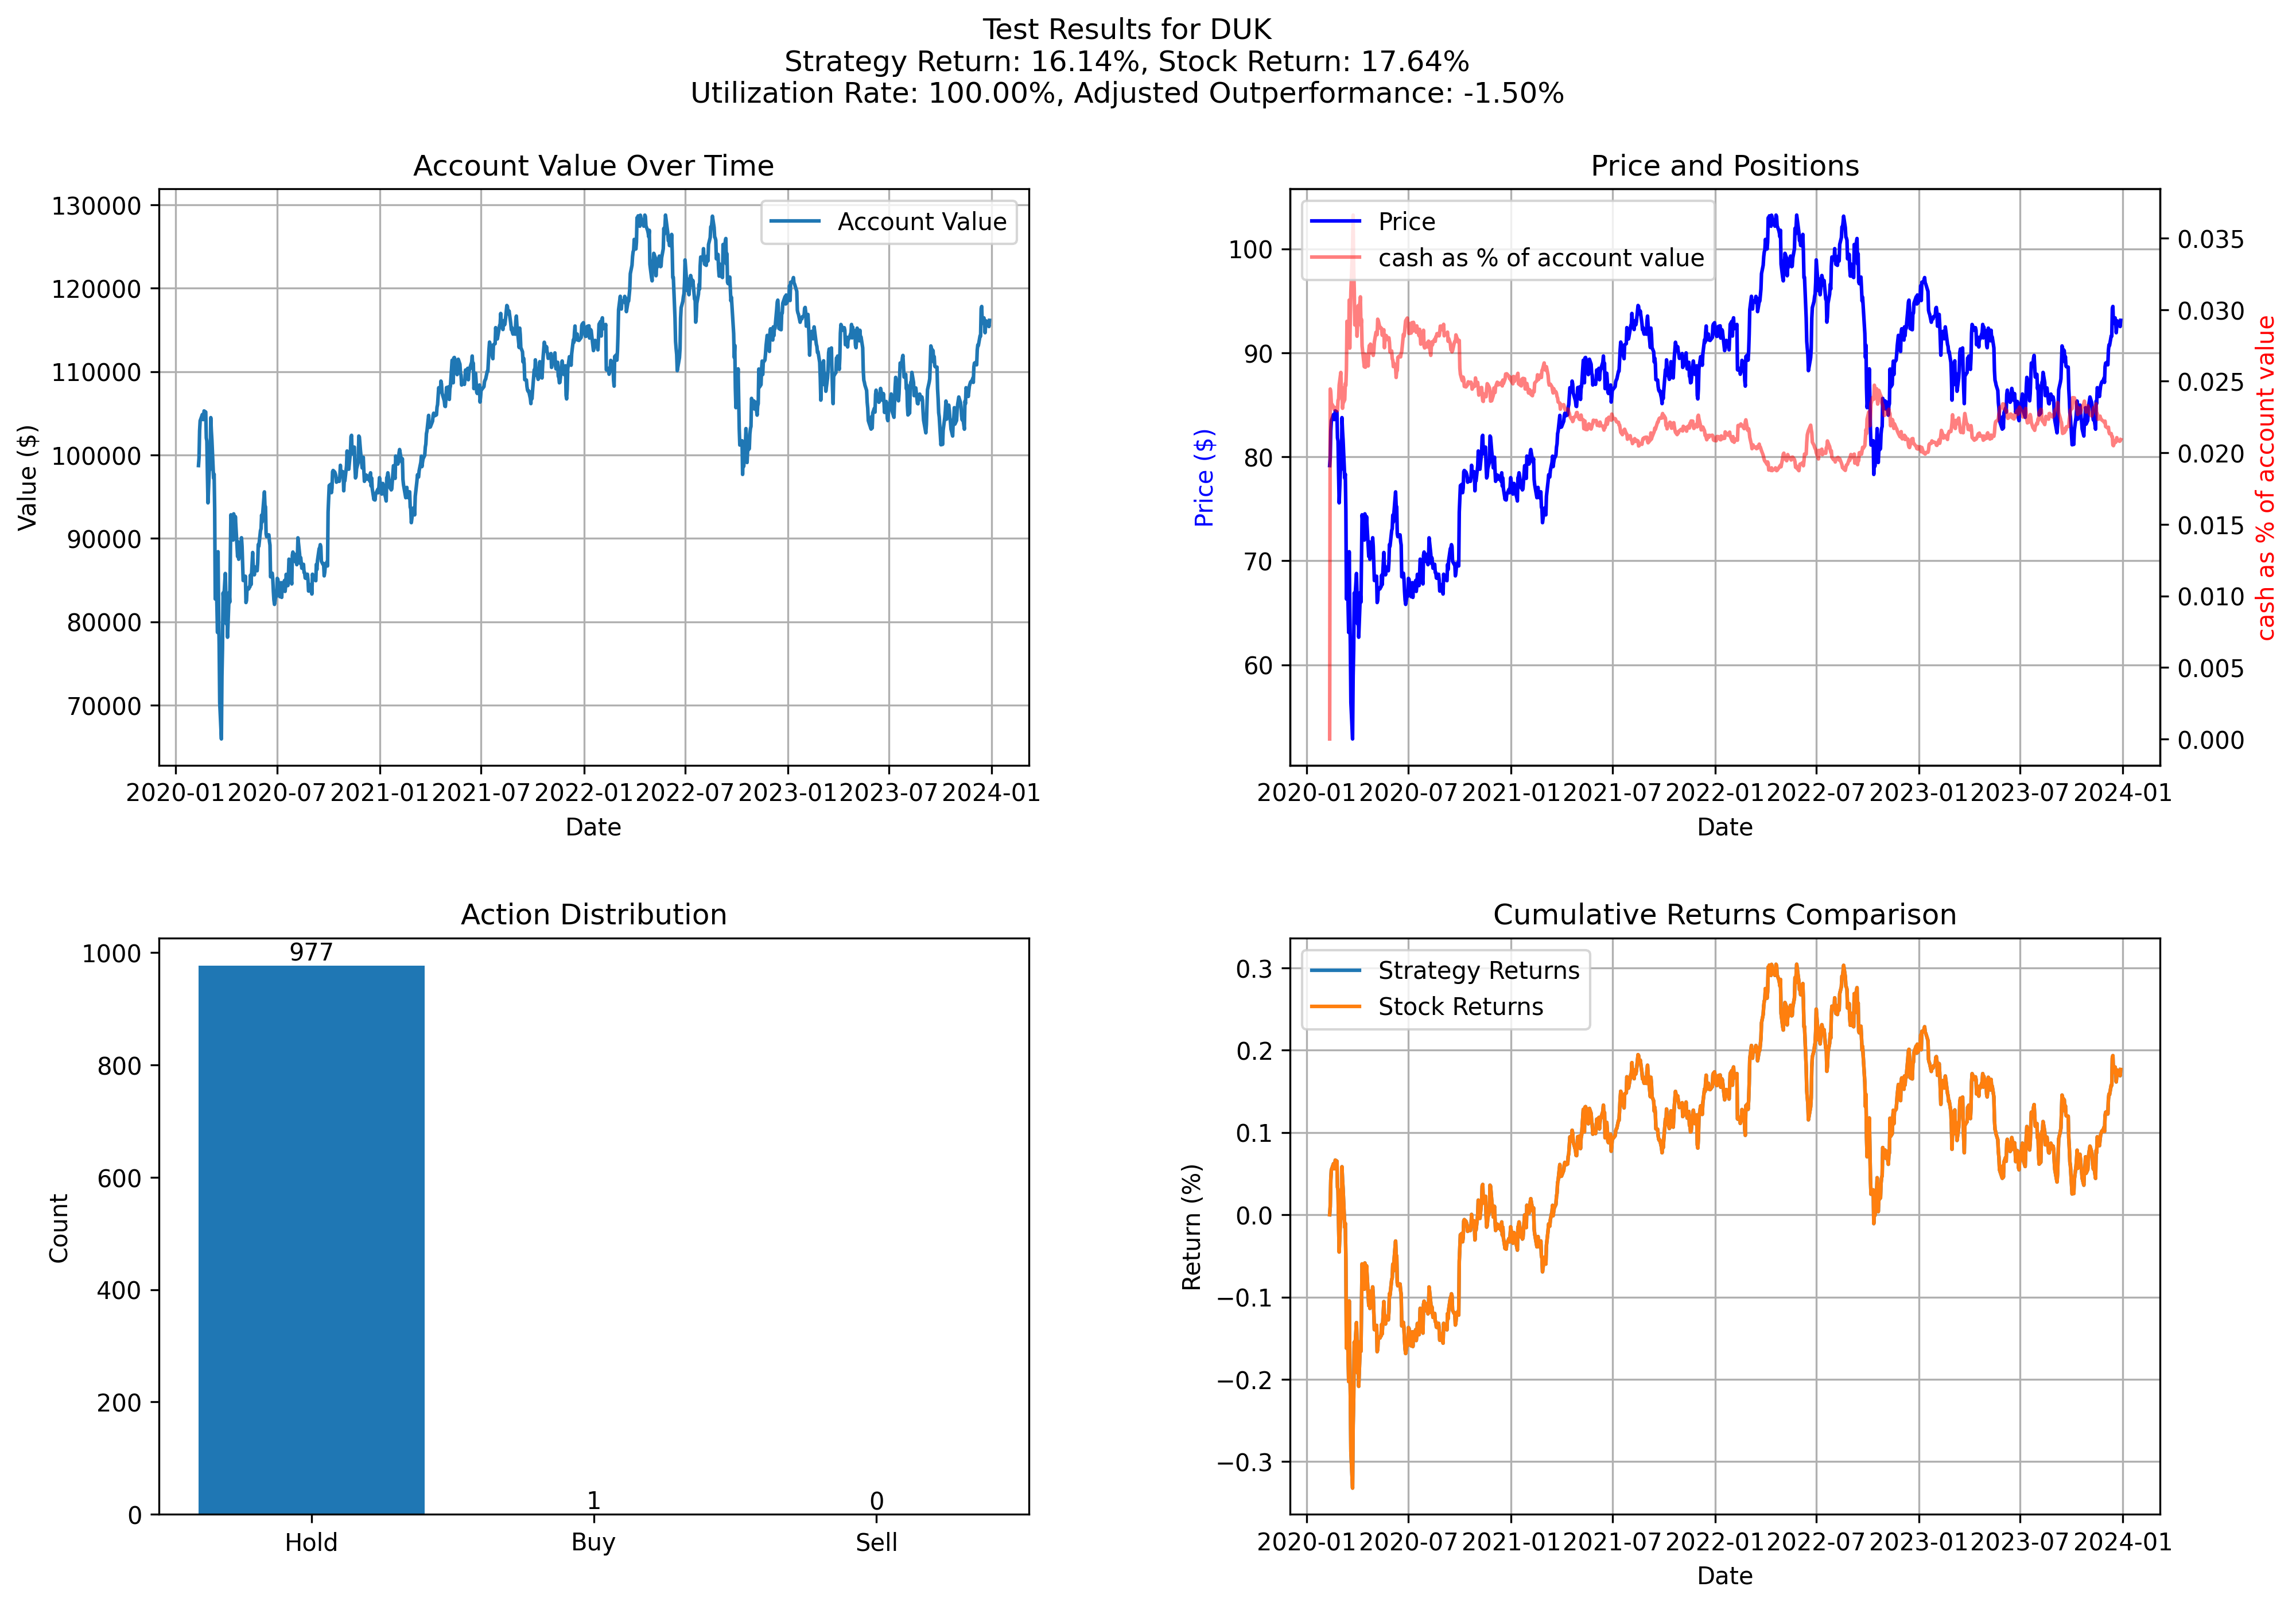 Test Results for DUK
Strategy Return: 16.14%, Stock Return: 17.64%
Utilization Rate: 100.00%, Adjusted Outperformance: -1.50%
Account Value Over Time
Account Value
130000
120000
110000
100000
90000
80000
70000
Value ($)
2020-01 2020-07 2021-01 2021-07 2022-01 2022-07 2023-01 2023-07 2024-01
Date
Price and Positions
Price
cash as % of account value
100
90
80
70
60
Price ($)
0.035
0.030
0.025
0.020
0.015
0.010
0.005
0.000
cash as % of account value
2020-01 2020-07 2021-01 2021-07 2022-01 2022-07 2023-01 2023-07 2024-01
Date
Action Distribution
1000
800
600
400
200
0
Count
977
1
0
Hold Buy Sell
Cumulative Returns Comparison
Strategy Returns
Stock Returns
0.3
0.2
0.1
0.0
−0.1
−0.2
−0.3
Return (%)
2020-01 2020-07 2021-01 2021-07 2022-01 2022-07 2023-01 2023-07 2024-01
Date